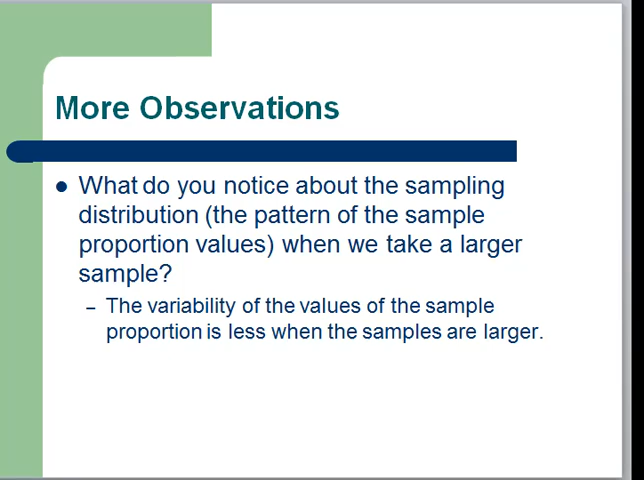 More Observations
• What do you notice about the sampling
distribution (the pattern of the sample
proportion values) when we take a larger
sample?
– The variability of the values of the sample
proportion is less when the samples are larger.